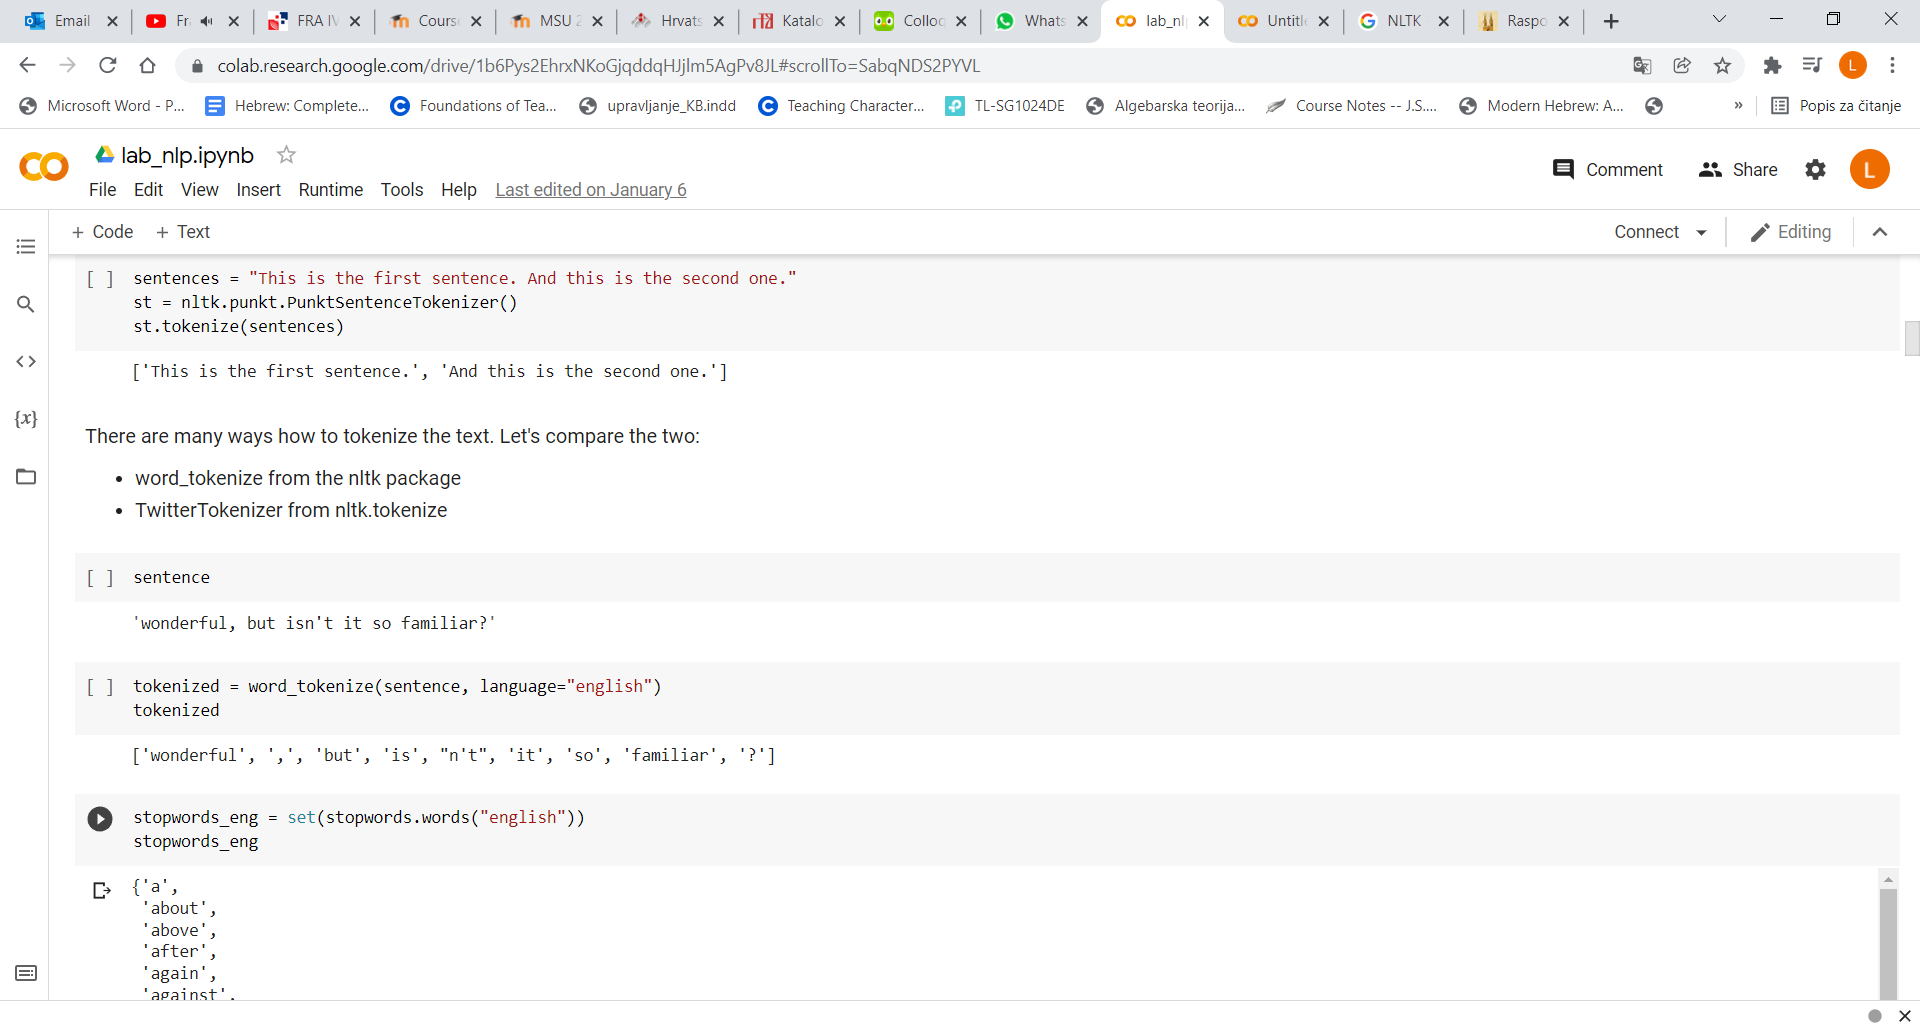 Email
Fr
FRA IV
Course
MSU 2
Hrvats
Katalo
Colloq
Whats
lab_nl
Untitle
NLTK
Raspo
colab.research.google.com/drive/1b6Pys2EhrxNKoGjqddqHJjlm5AgPv8JL#scrollTo=SabqNDS2PYVL
L
Microsoft Word - P...
Hebrew: Complete...
Foundations of Tea...
upravljanje_KB.indd
Teaching Character...
TL-SG1024DE
Algebarska teorija...
Course Notes -- J.S....
Modern Hebrew: A...
»
Popis za čitanje
lab_nlp.ipynb
Comment
Share
L
File Edit View Insert Runtime Tools Help Last edited on January 6
+ Code + Text
Connect
Editing
[ ] sentences = "This is the first sentence. And this is the second one."
st = nltk.punkt.PunktSentenceTokenizer()
st.tokenize(sentences)
['This is the first sentence.', 'And this is the second one.']
{x}
There are many ways how to tokenize the text. Let's compare the two:
• word_tokenize from the nltk package
• TwitterTokenizer from nltk.tokenize
[ ] sentence
'wonderful, but isn't it so familiar?'
[ ] tokenized = word_tokenize(sentence, language="english")
tokenized
['wonderful', ',', 'but', 'is', "n't", 'it', 'so', 'familiar', '?']
stopwords_eng = set(stopwords.words("english"))
stopwords_eng
{'a',
'about',
'above',
'after',
'again',
'against',